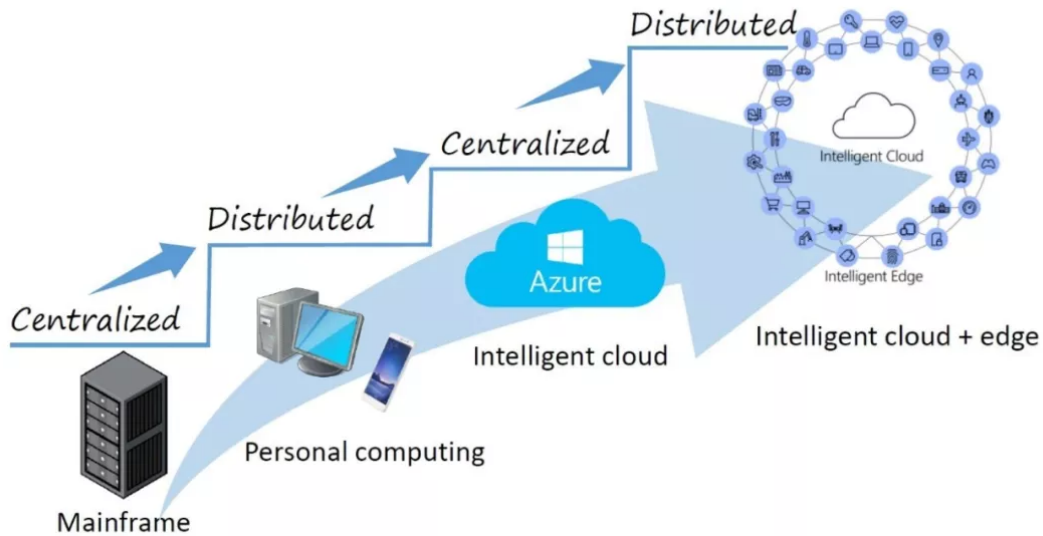 Distributed
Centralized
Distributed
Centralized
Intelligent Cloud
Intelligent Edge
Azure
Intelligent cloud
Intelligent cloud + edge
Personal computing
Mainframe